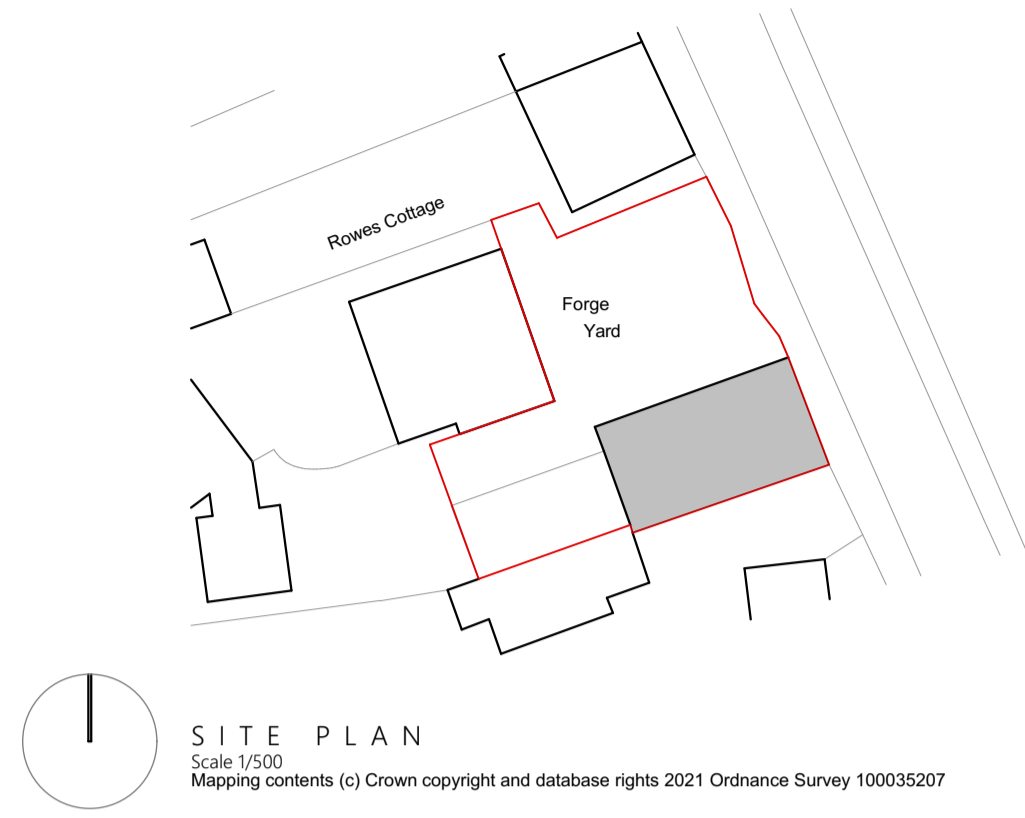 Rowes Cottage
Forge
Yard
SITE PLAN
Scale 1/500
Mapping contents (c) Crown copyright and database rights 2021 Ordnance Survey 100035207